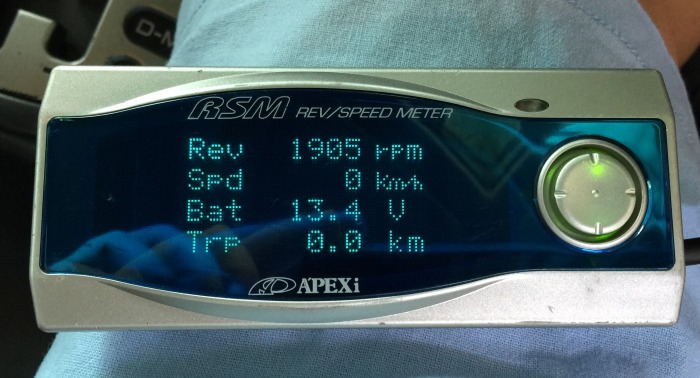 D-M
RSM REV/SPEED METER
Rev 1905 rpm
Spd 0 km/h
Bat 13.4 V
Trp 0.0 km
APEXi